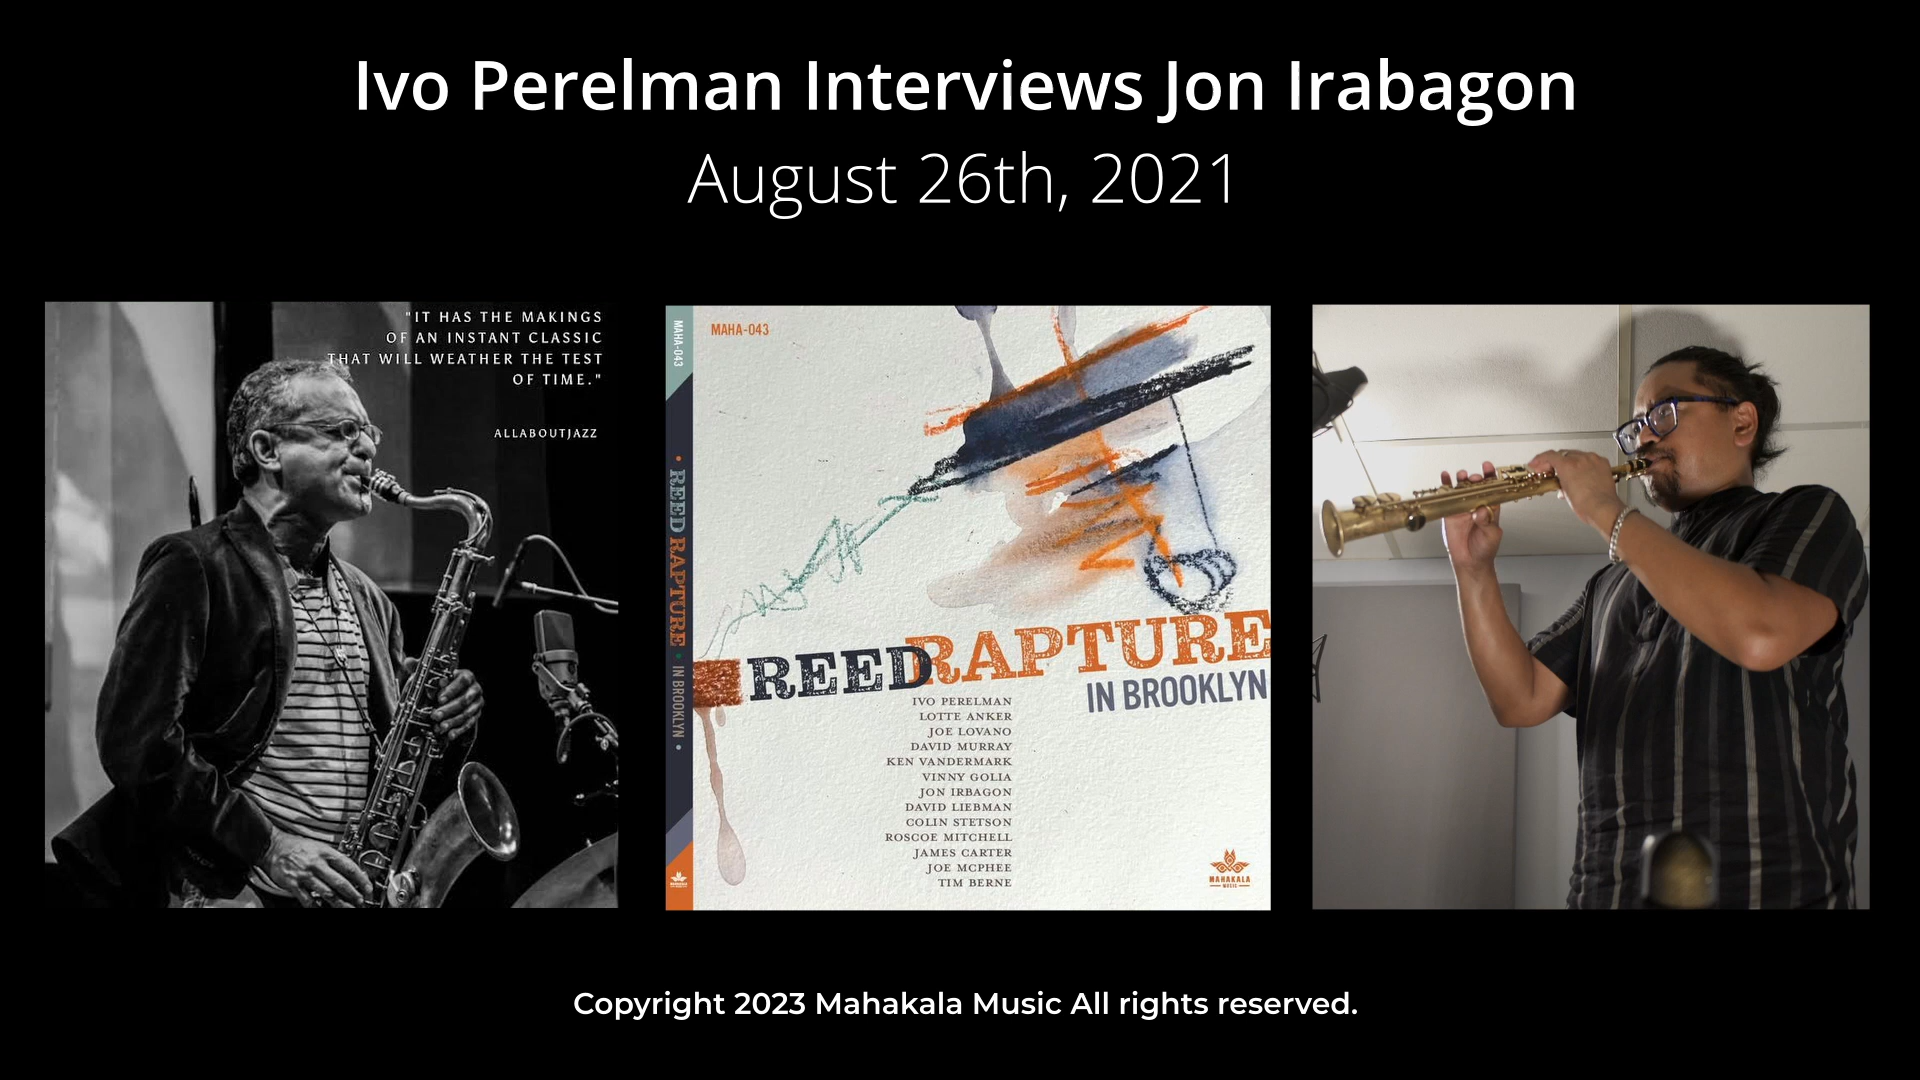 Ivo Perelman Interviews Jon Irabagon
August 26th, 2021
"IT HAS THE MAKINGS
OF AN INSTANT CLASSIC
THAT WILL WEATHER THE TEST
OF TIME."
ALLABOUTJAZZ
MAHA-043
• REED RAPTURE • IN BROOKLYN •
MAHA-043
REED RAPTURE
IN BROOKLYN
IVO PERELMAN
LOTTE ANKER
JOE LOVANO
DAVID MURRAY
KEN VANDERMARK
VINNY GOLIA
JON IRBAGON
DAVID LIEBMAN
COLIN STETSON
ROSCOE MITCHELL
JAMES CARTER
JOE MCPHEE
TIM BERNE
MAHAKALA
MUSIC
Copyright 2023 Mahakala Music All rights reserved.